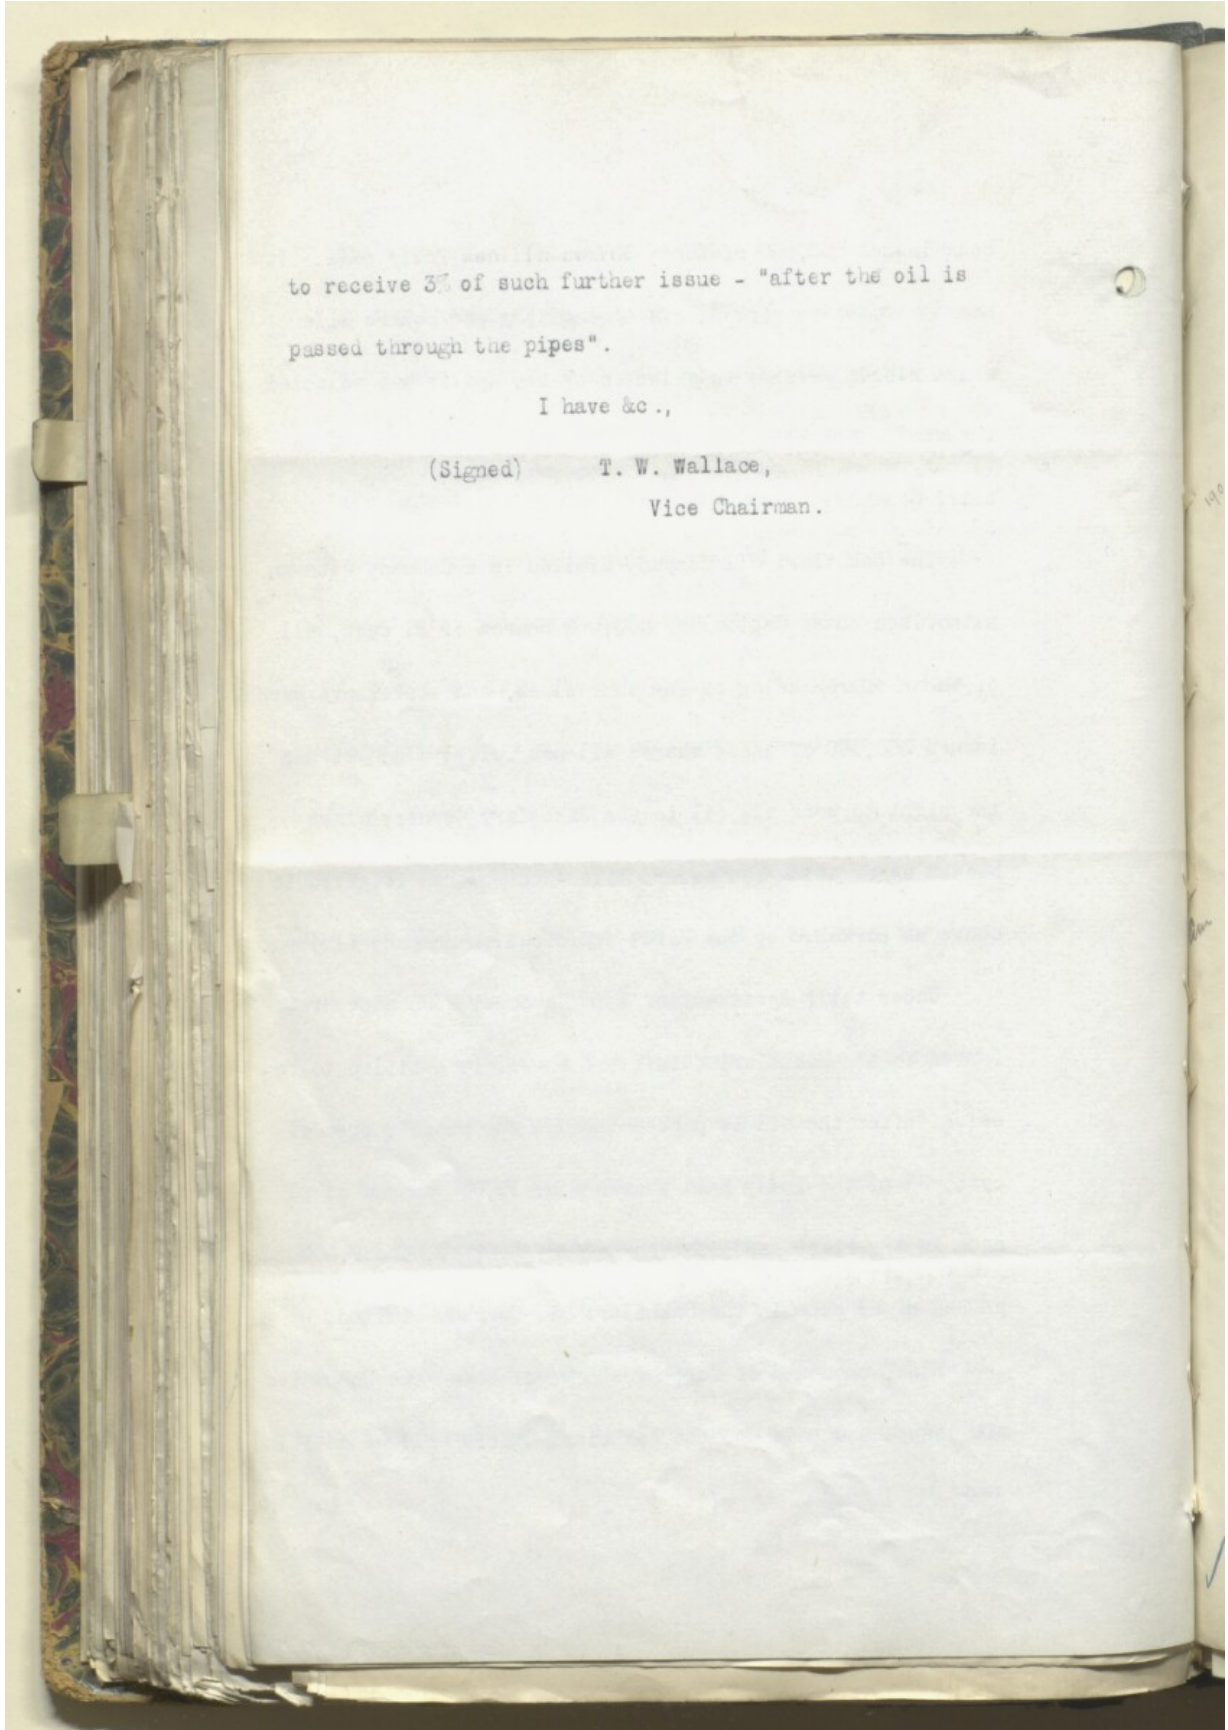 to receive 3% of such further issue - "after the oil is
passed through the pipes".
I have &c.,
(Signed) T. W. Wallace,
Vice Chairman.